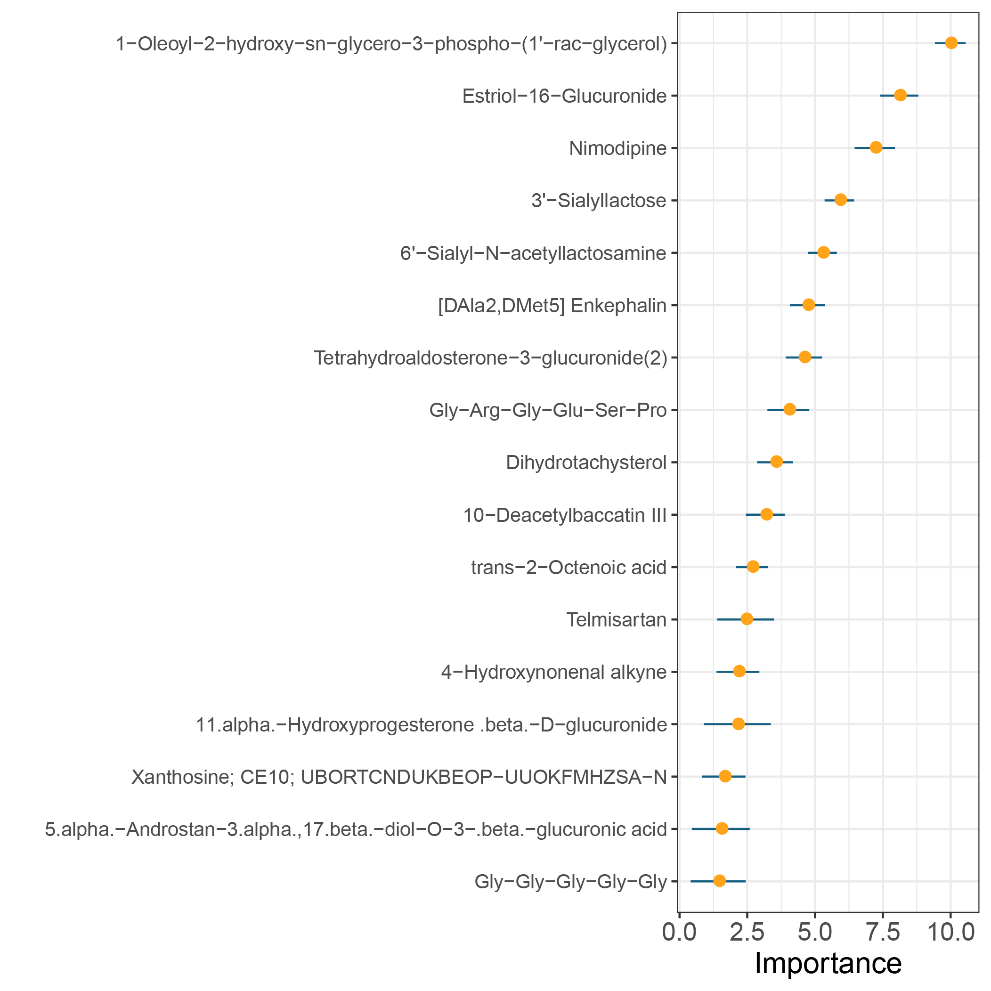 1−Oleoyl−2−hydroxy−sn−glycero−3−phospho−(1'−rac−glycerol)
Estriol−16−Glucuronide
Nimodipine
3'−Sialyllactose
6'−Sialyl−N−acetyllactosamine
[DAla2,DMet5] Enkephalin
Tetrahydroaldosterone−3−glucuronide(2)
Gly−Arg−Gly−Glu−Ser−Pro
Dihydrotachysterol
10−Deacetylbaccatin III
trans−2−Octenoic acid
Telmisartan
4−Hydroxynonenal alkyne
11.alpha.−Hydroxyprogesterone .beta.−D−glucuronide
Xanthosine; CE10; UBORTCNDUKBEOP−UUOKFMHZSA−N
5.alpha.−Androstan−3.alpha.,17.beta.−diol−O−3−.beta.−glucuronic acid
Gly−Gly−Gly−Gly−Gly
0.0 2.5 5.0 7.5 10.0
Importance